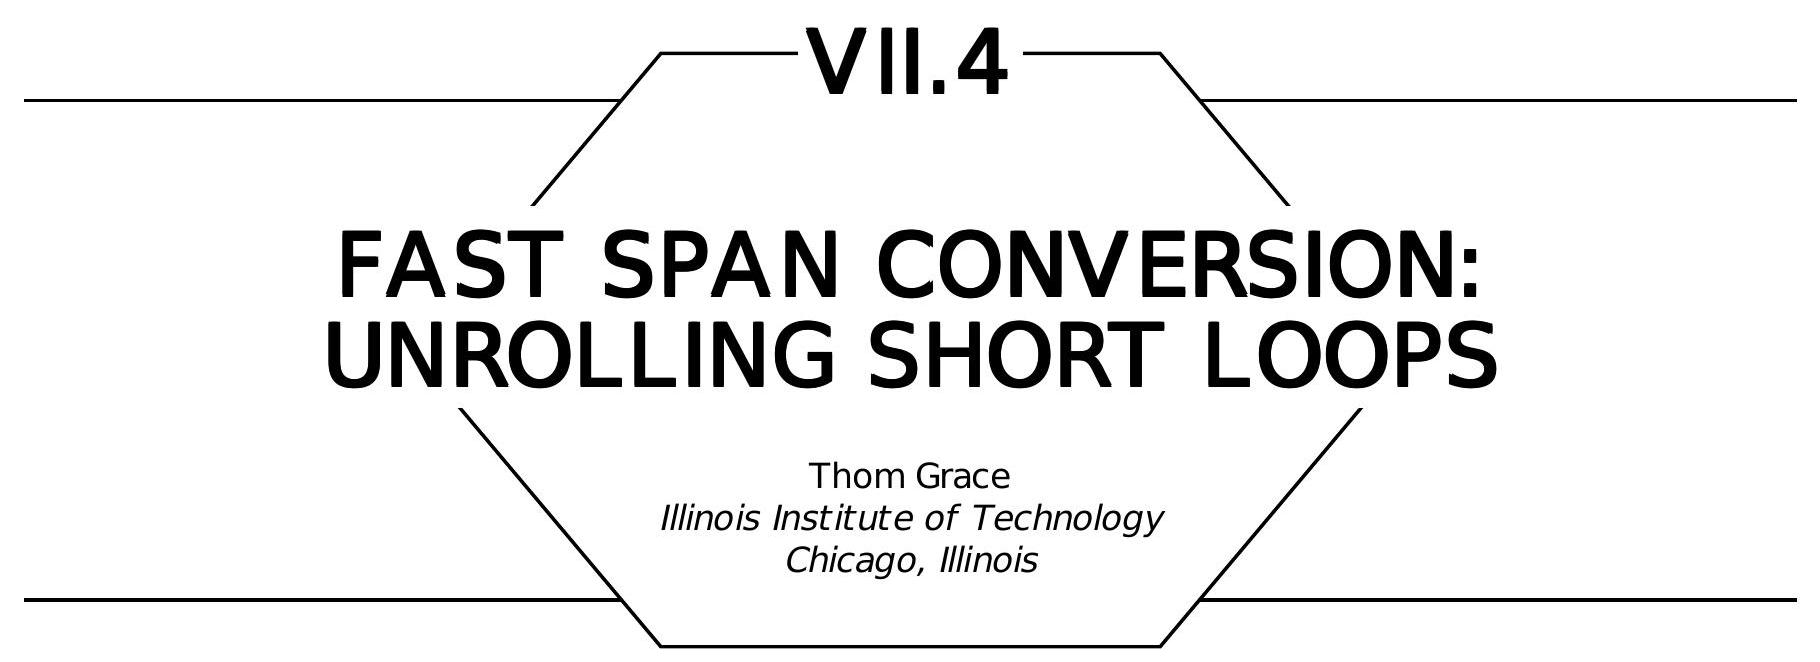 VII.4
FAST SPAN CONVERSION:
UNROLLING SHORT LOOPS
Thom Grace
Illinois Institute of Technology
Chicago, Illinois